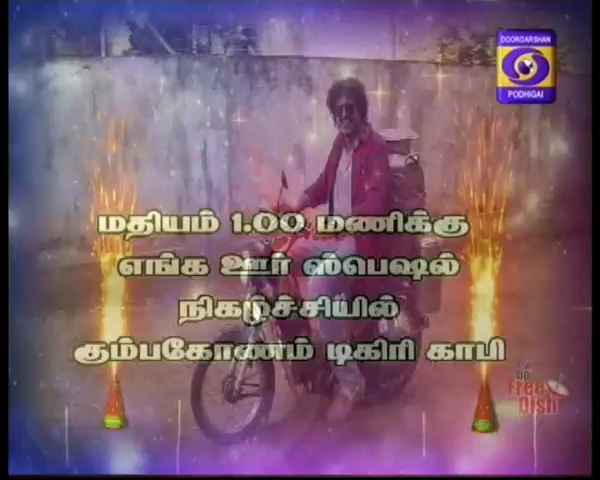 DOORDARSHAN
PODHIGAI
மதியம் 1.00 மணிக்கு
எங்க ஊர் ஸ்பெஷல்
நிகழ்ச்சியில்
கும்பகோணம் டிகிரி காபி
DD
Free
Dish